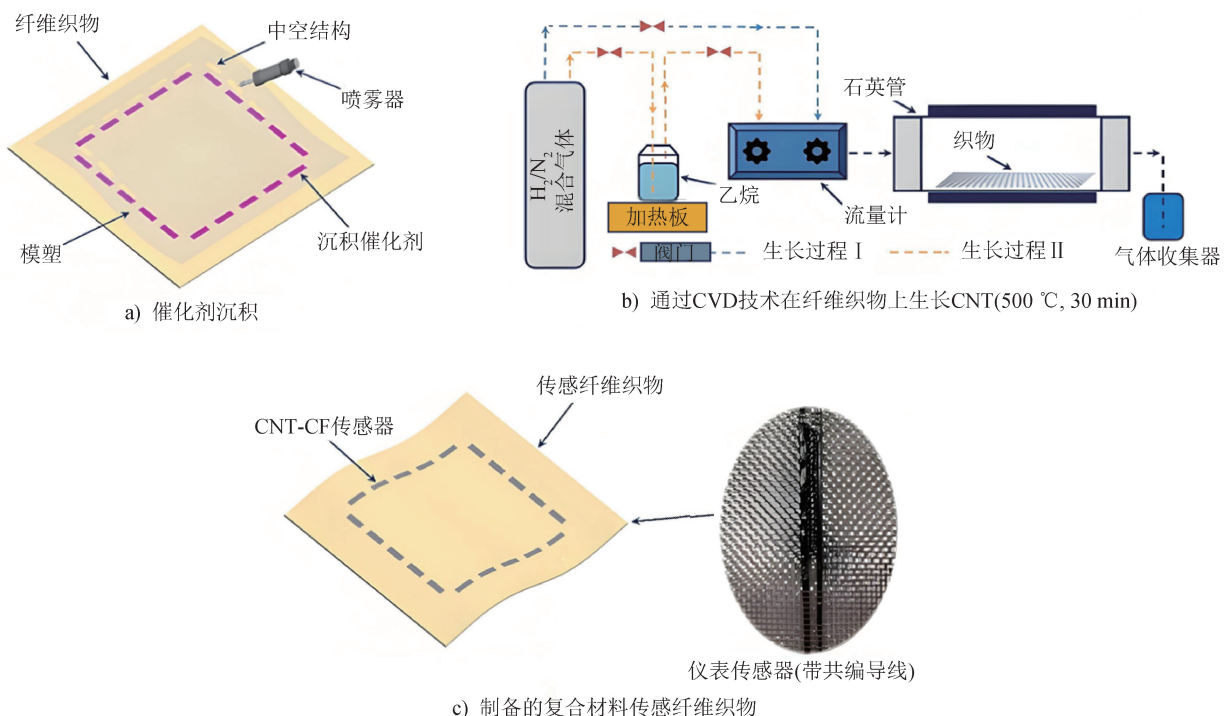 纤维织物
中空结构
喷雾器
沉积催化剂
模塑
a) 催化剂沉积
H2/N2
混合气体
乙烷
加热板
流量计
石英管
织物
气体收集器
阀门
生长过程Ⅰ
生长过程Ⅱ
b) 通过CVD技术在纤维织物上生长CNT(500 ℃, 30 min)
传感纤维织物
CNT-CF传感器
仪表传感器(带共编导线)
c) 制备的复合材料传感纤维织物